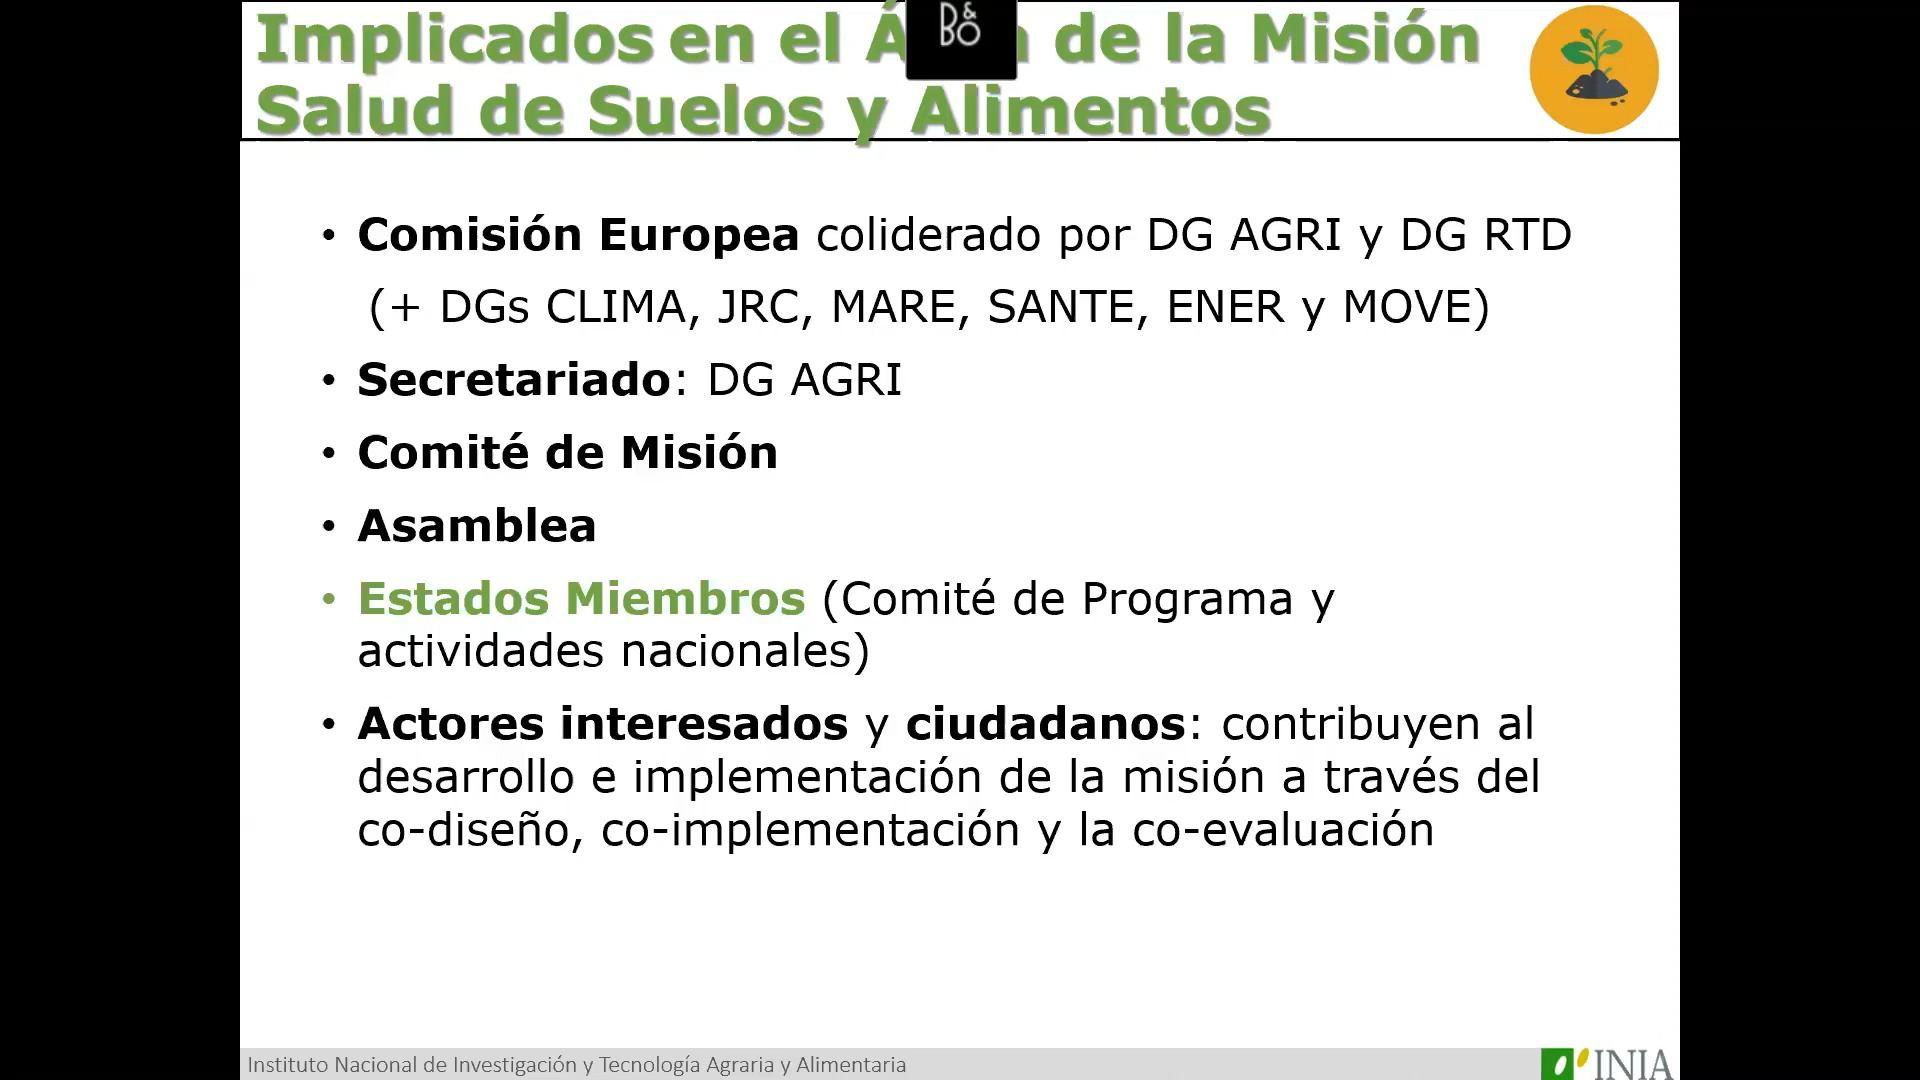 Implicados en el de la Misión
Salud de Suelos y Alimentos
B&
BO
• Comisión Europea coliderado por DG AGRI y DG RTD
(+ DGs CLIMA, JRC, MARE, SANTE, ENER y MOVE)
• Secretariado: DG AGRI
• Comité de Misión
• Asamblea
• Estados Miembros (Comité de Programa y
actividades nacionales)
• Actores interesados y ciudadanos: contribuyen al
desarrollo e implementación de la misión a través del
co-diseño, co-implementación y la co-evaluación
Instituto Nacional de Investigación y Tecnología Agraria y Alimentaria
INIA